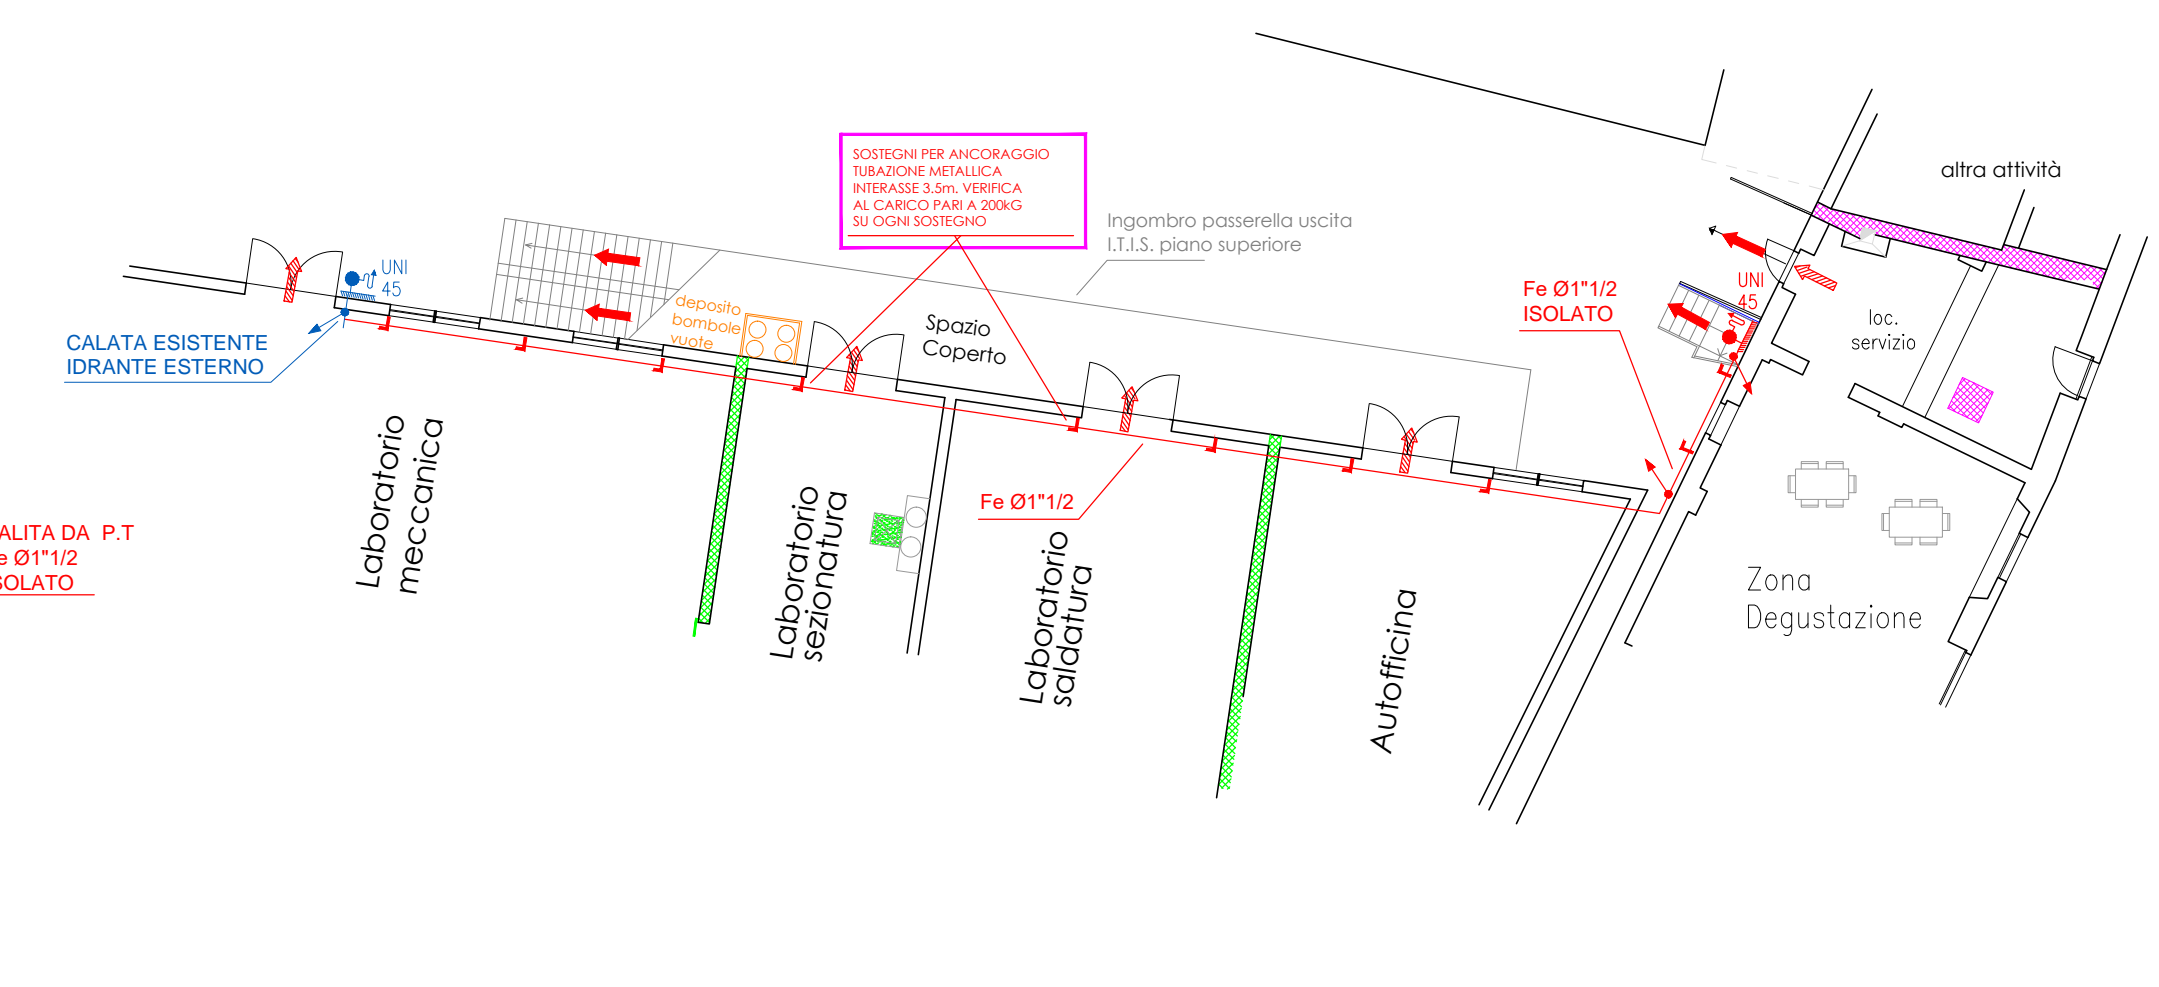 SOSTEGNI PER ANCORAGGIO
TUBAZIONE METALLICA
INTERASSE 3.5m. VERIFICA
AL CARICO PARI A 200kG
SU OGNI SOSTEGNO
altra attività
Ingombro passerella uscita
I.T.I.S. piano superiore
UNI
45
CALATA ESISTENTE
IDRANTE ESTERNO
deposito
bombole
vuote
Spazio
Coperto
Fe Ø1"1/2
ISOLATO
UNI
45
loc.
servizio
Laboratorio
meccanica
Laboratorio
sezionatura
Fe Ø1"1/2
Laboratorio
saldatura
Autofficina
Zona
Degustazione
ALITA DA P.T
e Ø1"1/2
SOLATO